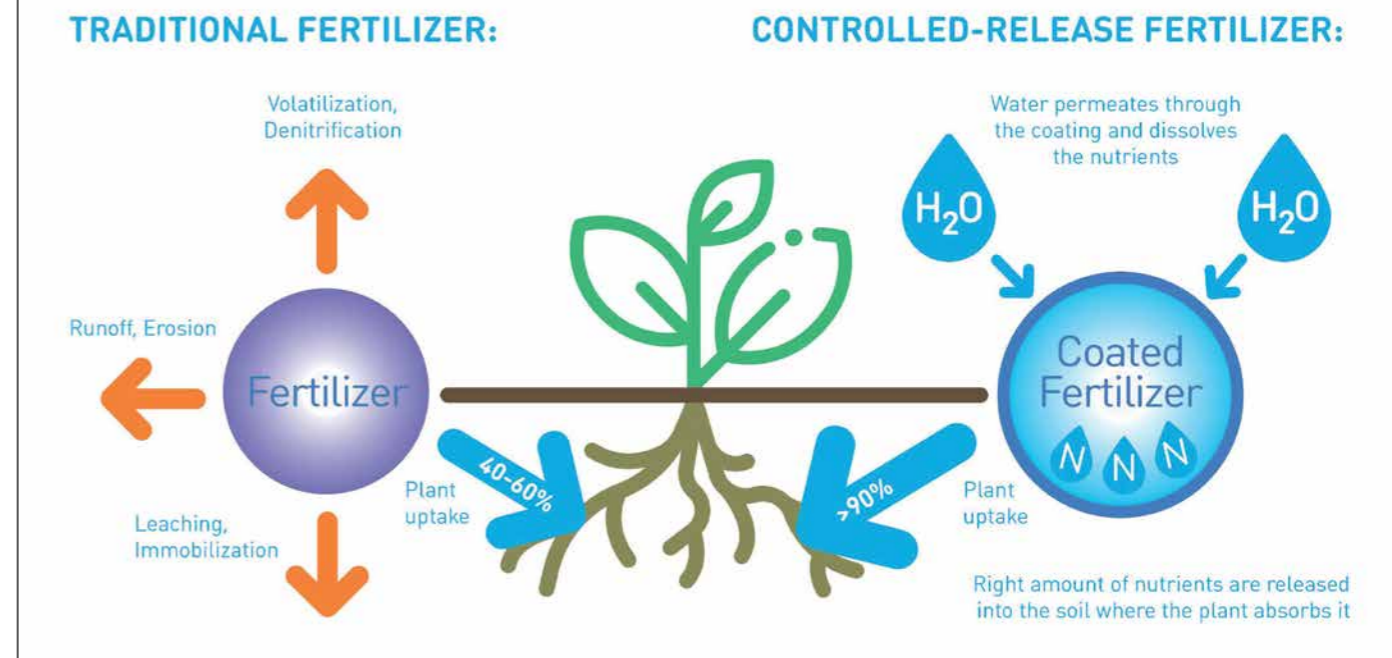 TRADITIONAL FERTILIZER:
CONTROLLED-RELEASE FERTILIZER:
Volatilization,
Denitrification
Water permeates through
the coating and dissolves
the nutrients
H₂O
H₂O
Runoff, Erosion
Fertilizer
Coated
Fertilizer
N N N
40-60%
Plant
uptake
>90%
Plant
uptake
Leaching,
Immobilization
Right amount of nutrients are released
into the soil where the plant absorbs it